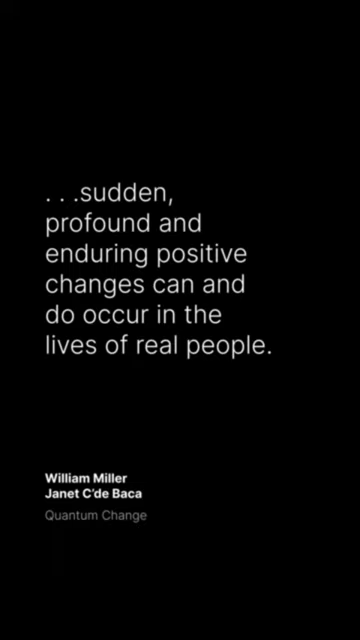 . . .sudden,
profound and
enduring positive
changes can and
do occur in the
lives of real people.
William Miller
Janet C'de Baca
Quantum Change